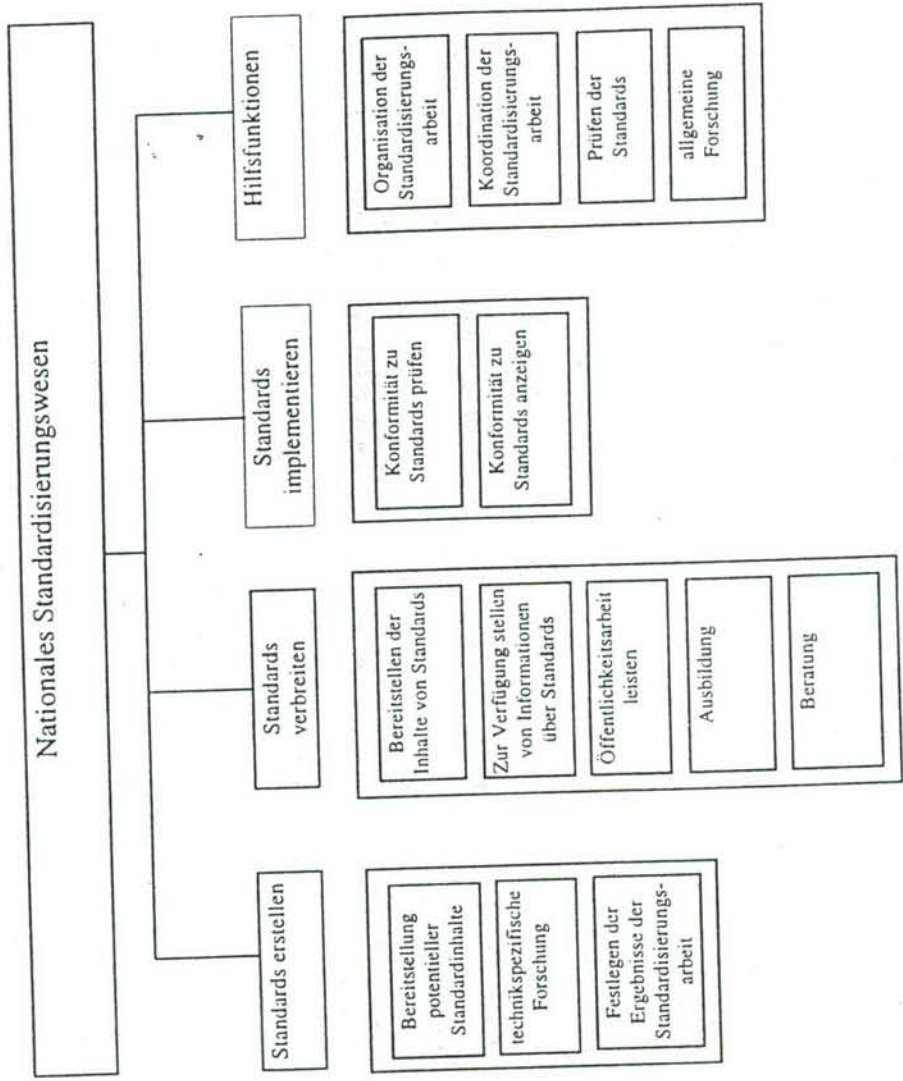 Nationales Standardisierungswesen
Standards erstellen
Bereitstellung
potentieller
Standardinhalte
technikspezifische
Forschung
Festlegen der
Ergebnisse der
Standardisierungs-
arbeit
Standards
verbreiten
Bereitstellen der
Inhalte von Standards
Zur Verfügung stellen
von Informationen
über Standards
Öffentlichkeitsarbeit
leisten
Ausbildung
Beratung
Standards
implementieren
Konformität zu
Standards prüfen
Konformität zu
Standards anzeigen
Hilfsfunktionen
Organisation der
Standardisierungs-
arbeit
Koordination der
Standardisierungs-
arbeit
Prüfen der
Standards
allgemeine
Forschung